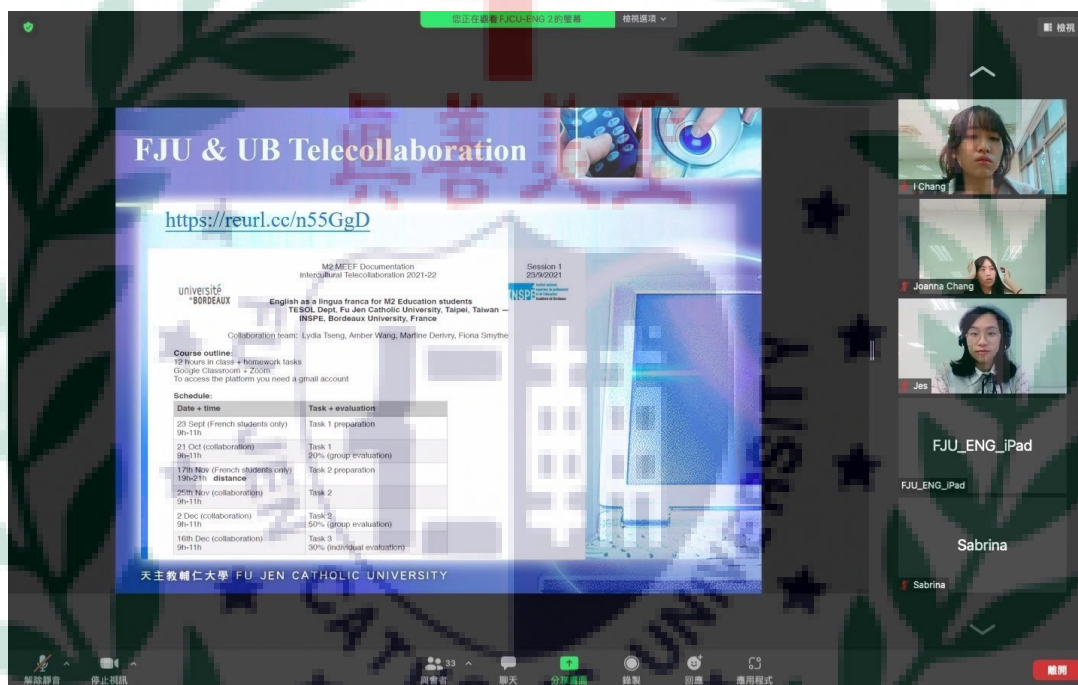 您正在觀看 FJCU-ENG 2的螢幕
檢視選項
檢視
真善美聖
FJU & UB Telecollaboration
https://reurl.cc/n55GgD
M2 MEEF Documentation
Intercultural Telecollaboration 2021-22
Session 1
23/9/2021
université
de BORDEAUX
INSPE
English as a lingua franca for M2 Education students
TESOL Dept, Fu Jen Catholic University, Taipei, Taiwan –
INSPE, Bordeaux University, France
Collaboration team: Lydia Tseng, Amber Wang, Martine Derivry, Fiona Smythe
Course outline:
12 hours in class + homework tasks
Google Classroom + Zoom
To access the platform you need a gmail account
Schedule:
Date + time Task + evaluation
23 Sept (French students only) Task 1 preparation
9h-11h
21 Oct (collaboration) Task 1
9h-11h 20% (group evaluation)
17th Nov (French students only) Task 2 preparation
19h-21h distance
25th Nov (collaboration) Task 2
9h-11h
2 Dec (collaboration) Task 2
9h-11h 50% (group evaluation)
16th Dec (collaboration) Task 3
9h-11h 30% (individual evaluation)
天主教輔仁大學 FU JEN CATHOLIC UNIVERSITY
I Chang
Joanna Chang
Jes
FJU_ENG_iPad
FJU_ENG_iPad
Sabrina
Sabrina
解除靜音
停止視訊
33
與會者
聊天
分享畫面
錄製
回應
應用程式
離開